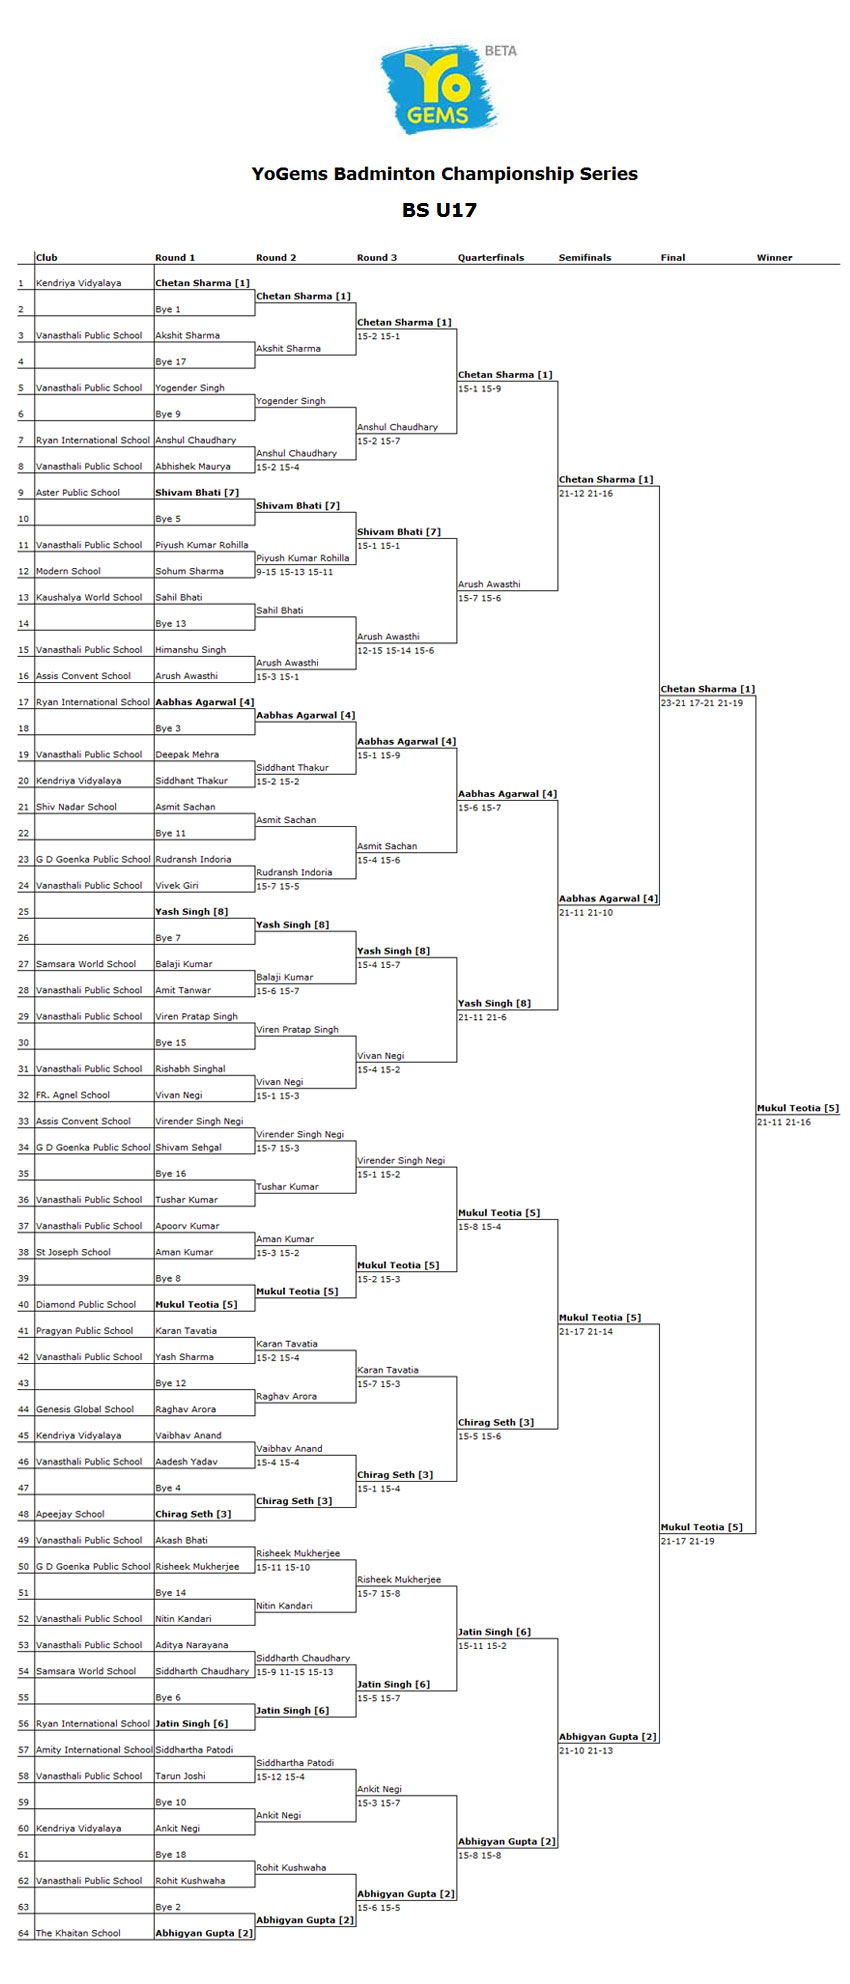 BETA
Yo
GEMS
YoGems Badminton Championship Series
BS U17
Club Round 1 Round 2 Round 3 Quarterfinals Semifinals Final Winner
1 Kendriya Vidyalaya Chetan Sharma [1]
Chetan Sharma [1]
2 Bye 1
Chetan Sharma [1]
3 Vanasthali Public School Akshit Sharma 15-2 15-1
Akshit Sharma
4 Bye 17
Chetan Sharma [1]
5 Vanasthali Public School Yogender Singh 15-1 15-9
Yogender Singh
6 Bye 9
Anshul Chaudhary
7 Ryan International School Anshul Chaudhary 15-2 15-7
Anshul Chaudhary
8 Vanasthali Public School Abhishek Maurya 15-2 15-4
Chetan Sharma [1]
9 Aster Public School Shivam Bhati [7] 21-12 21-16
Shivam Bhati [7]
10 Bye 5
Shivam Bhati [7]
11 Vanasthali Public School Piyush Kumar Rohilla 15-1 15-1
Piyush Kumar Rohilla
12 Modern School Sohum Sharma 9-15 15-13 15-11
Arush Awasthi
13 Kaushalya World School Sahil Bhati 15-7 15-6
Sahil Bhati
14 Bye 13
Arush Awasthi
15 Vanasthali Public School Himanshu Singh 12-15 15-14 15-6
Arush Awasthi
16 Assis Convent School Arush Awasthi 15-3 15-1
Chetan Sharma [1]
17 Ryan International School Aabhas Agarwal [4] 23-21 17-21 21-19
Aabhas Agarwal [4]
18 Bye 3
Aabhas Agarwal [4]
19 Vanasthali Public School Deepak Mehra 15-1 15-9
Siddhant Thakur
20 Kendriya Vidyalaya Siddhant Thakur 15-2 15-2
Aabhas Agarwal [4]
21 Shiv Nadar School Asmit Sachan 15-6 15-7
Asmit Sachan
22 Bye 11
Asmit Sachan
23 G D Goenka Public School Rudransh Indoria 15-4 15-6
Rudransh Indoria
24 Vanasthali Public School Vivek Giri 15-7 15-5
Aabhas Agarwal [4]
25 Yash Singh [8] 21-11 21-10
Yash Singh [8]
26 Bye 7
Yash Singh [8]
27 Samsara World School Balaji Kumar 15-4 15-7
Balaji Kumar
28 Vanasthali Public School Amit Tanwar 15-6 15-7
Yash Singh [8]
29 Vanasthali Public School Viren Pratap Singh 21-11 21-6
Viren Pratap Singh
30 Bye 15
Vivan Negi
31 Vanasthali Public School Rishabh Singhal 15-4 15-2
Vivan Negi
32 FR. Agnel School Vivan Negi 15-1 15-3
Mukul Teotia [5]
33 Assis Convent School Virender Singh Negi 21-11 21-16
Virender Singh Negi
34 G D Goenka Public School Shivam Sehgal 15-7 15-3
Virender Singh Negi
35 Bye 16 15-1 15-2
Tushar Kumar
36 Vanasthali Public School Tushar Kumar
Mukul Teotia [5]
37 Vanasthali Public School Apoorv Kumar 15-8 15-4
Aman Kumar
38 St Joseph School Aman Kumar 15-3 15-2
Mukul Teotia [5]
39 Bye 8 15-2 15-3
Mukul Teotia [5]
40 Diamond Public School Mukul Teotia [5]
Mukul Teotia [5]
41 Pragyan Public School Karan Tavatia 21-17 21-14
Karan Tavatia
42 Vanasthali Public School Yash Sharma 15-2 15-4
Karan Tavatia
43 Bye 12 15-7 15-3
Raghav Arora
44 Genesis Global School Raghav Arora
Chirag Seth [3]
45 Kendriya Vidyalaya Vaibhav Anand 15-5 15-6
Vaibhav Anand
46 Vanasthali Public School Aadesh Yadav 15-4 15-4
Chirag Seth [3]
47 Bye 4 15-1 15-4
Chirag Seth [3]
48 Apeejay School Chirag Seth [3]
Mukul Teotia [5]
49 Vanasthali Public School Akash Bhati 21-17 21-19
Risheek Mukherjee
50 G D Goenka Public School Risheek Mukherjee 15-11 15-10
Risheek Mukherjee
51 Bye 14 15-7 15-8
Nitin Kandari
52 Vanasthali Public School Nitin Kandari
Jatin Singh [6]
53 Vanasthali Public School Aditya Narayana 15-11 15-2
Siddharth Chaudhary
54 Samsara World School Siddharth Chaudhary 15-9 11-15 15-13
Jatin Singh [6]
55 Bye 6 15-5 15-7
Jatin Singh [6]
56 Ryan International School Jatin Singh [6]
Abhigyan Gupta [2]
57 Amity International School Siddhartha Patodi 21-10 21-13
Siddhartha Patodi
58 Vanasthali Public School Tarun Joshi 15-12 15-4
Ankit Negi
59 Bye 10 15-3 15-7
Ankit Negi
60 Kendriya Vidyalaya Ankit Negi
Abhigyan Gupta [2]
61 Bye 18 15-8 15-8
Rohit Kushwaha
62 Vanasthali Public School Rohit Kushwaha
Abhigyan Gupta [2]
63 Bye 2 15-6 15-5
Abhigyan Gupta [2]
64 The Khaitan School Abhigyan Gupta [2]